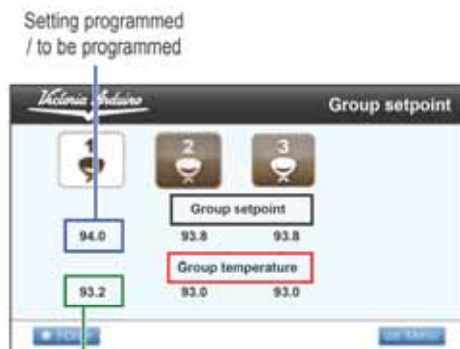 Setting programmed
/ to be programmed
Victoria Arduino
Group setpoint
1 2 3
Group setpoint
94.0 93.8 93.8
Group temperature
93.2 93.0 93.0
Menu